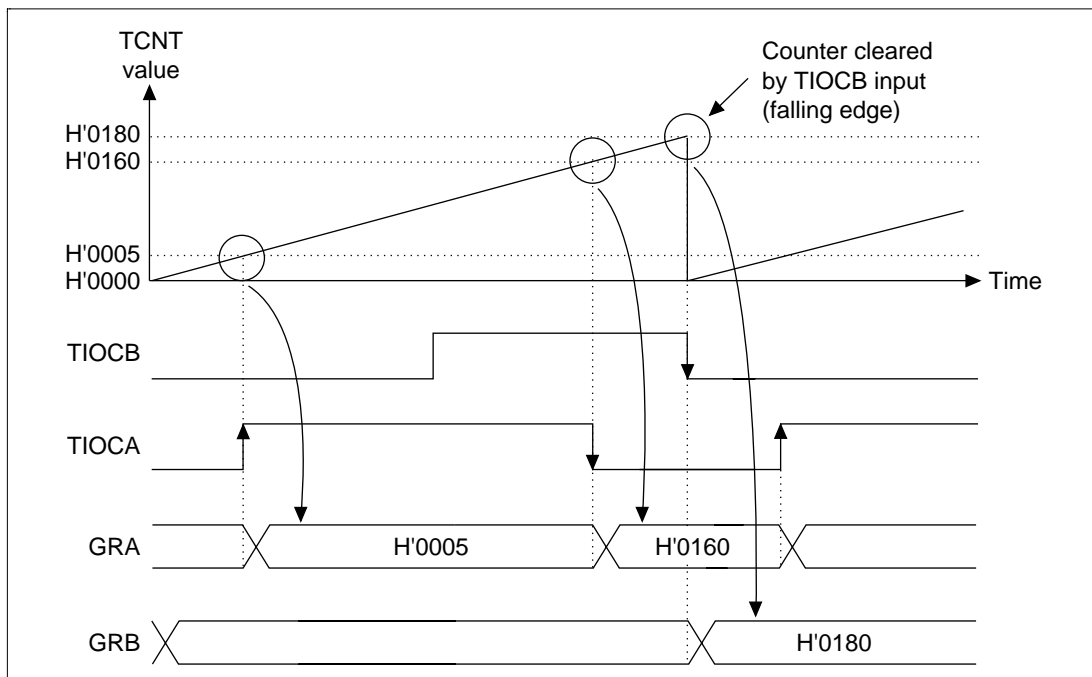 TCNT
value
Counter cleared
by TIOCB input
(falling edge)
H'0180
H'0160
H'0005
H'0000
Time
TIOCB
TIOCA
GRA
H'0005
H'0160
GRB
H'0180